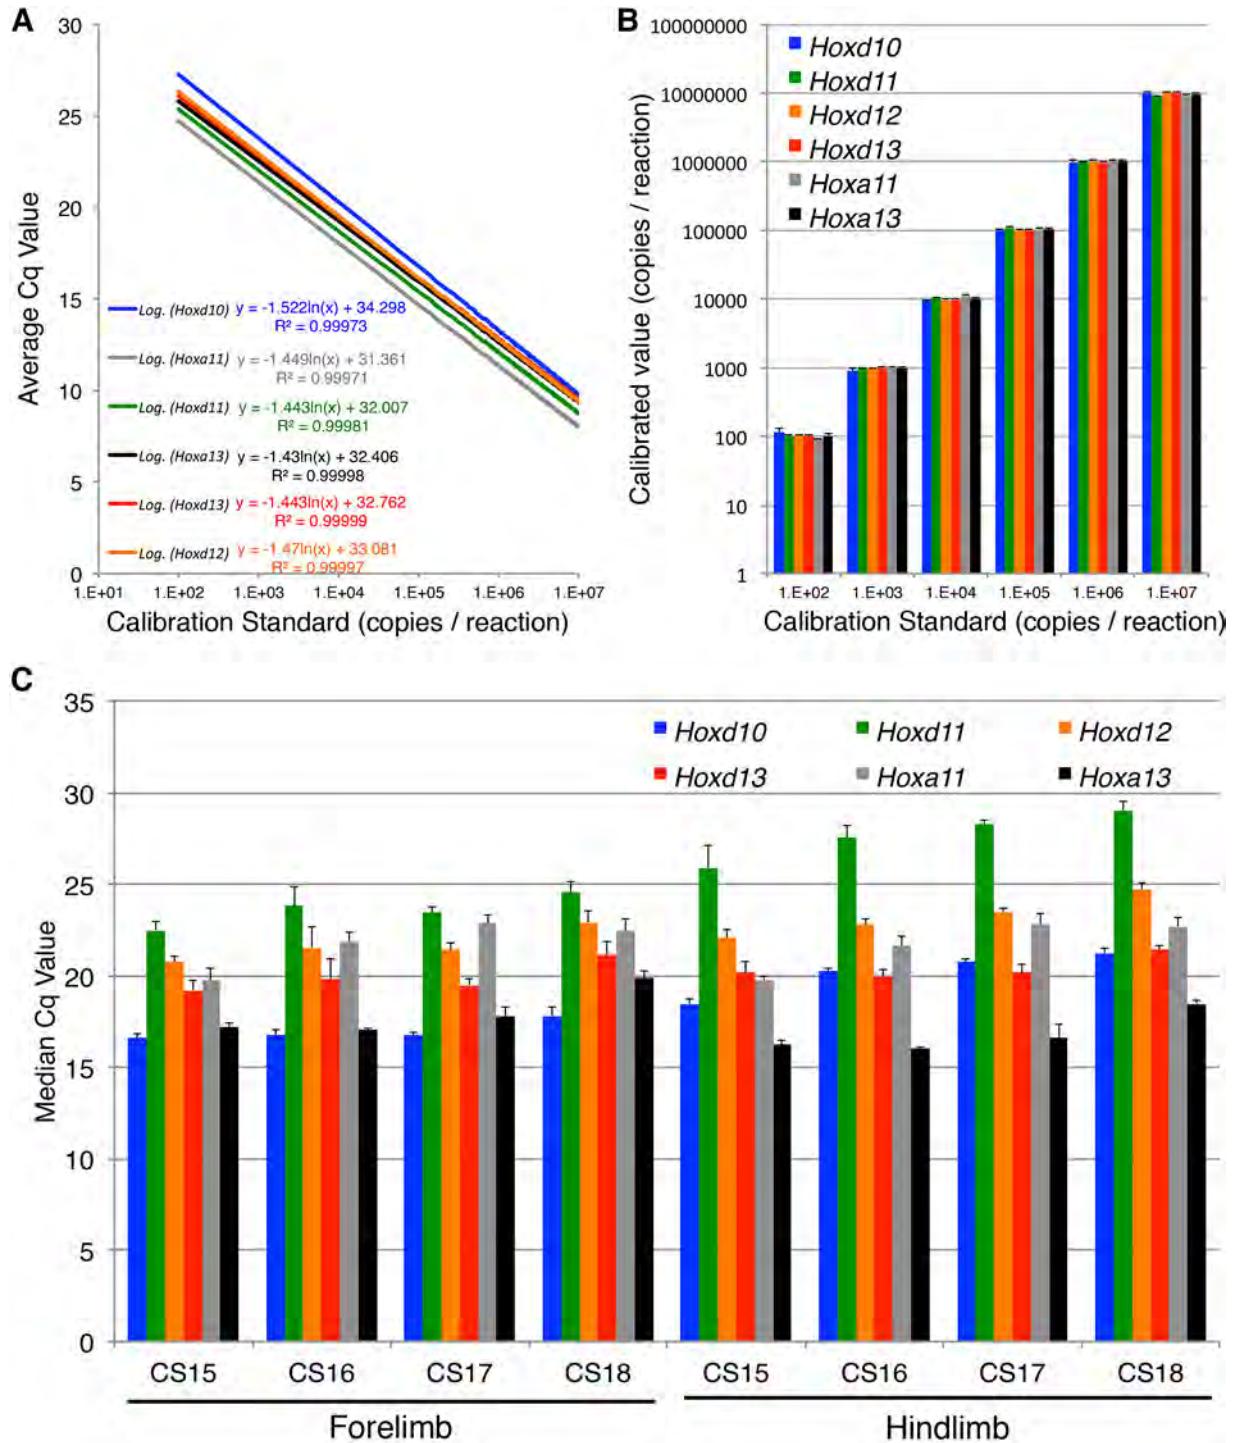 A
30
25
20
15
10
5
0
Average Cq Value
Log. (Hoxd10) y = -1.522ln(x) + 34.298
R² = 0.99973
Log. (Hoxa11) y = -1.449ln(x) + 31.361
R² = 0.99971
Log. (Hoxd11) y = -1.443ln(x) + 32.007
R² = 0.99981
Log. (Hoxa13) y = -1.43ln(x) + 32.406
R² = 0.99998
Log. (Hoxd13) y = -1.443ln(x) + 32.762
R² = 0.99999
Log. (Hoxd12) y = -1.47ln(x) + 33.081
R² = 0.99997
1.E+01 1.E+02 1.E+03 1.E+04 1.E+05 1.E+06 1.E+07
Calibration Standard (copies / reaction)
B
100000000
10000000
1000000
100000
10000
1000
100
10
1
Calibrated value (copies / reaction)
Hoxd10
Hoxd11
Hoxd12
Hoxd13
Hoxa11
Hoxa13
1.E+02 1.E+03 1.E+04 1.E+05 1.E+06 1.E+07
Calibration Standard (copies / reaction)
C
35
30
25
20
15
10
5
0
Median Cq Value
Hoxd10 Hoxd11 Hoxd12
Hoxd13 Hoxa11 Hoxa13
CS15 CS16 CS17 CS18 CS15 CS16 CS17 CS18
Forelimb Hindlimb